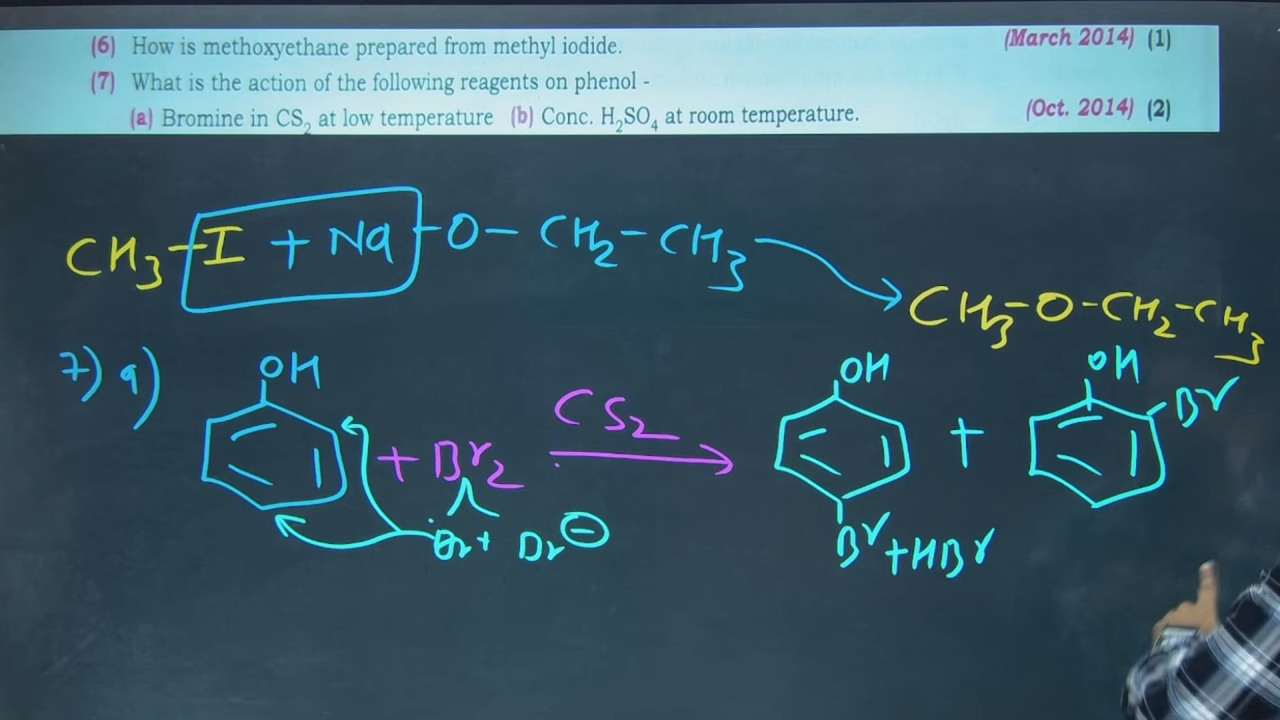 (6) How is methoxyethane prepared from methyl iodide. (March 2014) (1)
(7) What is the action of the following reagents on phenol -
(a) Bromine in CS₂ at low temperature (b) Conc. H₂SO₄ at room temperature. (Oct. 2014) (2)
CH₃-I + Na-O-CH₂-CH₃
CH₃-O-CH₂-CH₃
7) a)
OH
+ Br₂
CS₂
Br+ Br⊖
OH
Br
+
OH
Br
+HBr